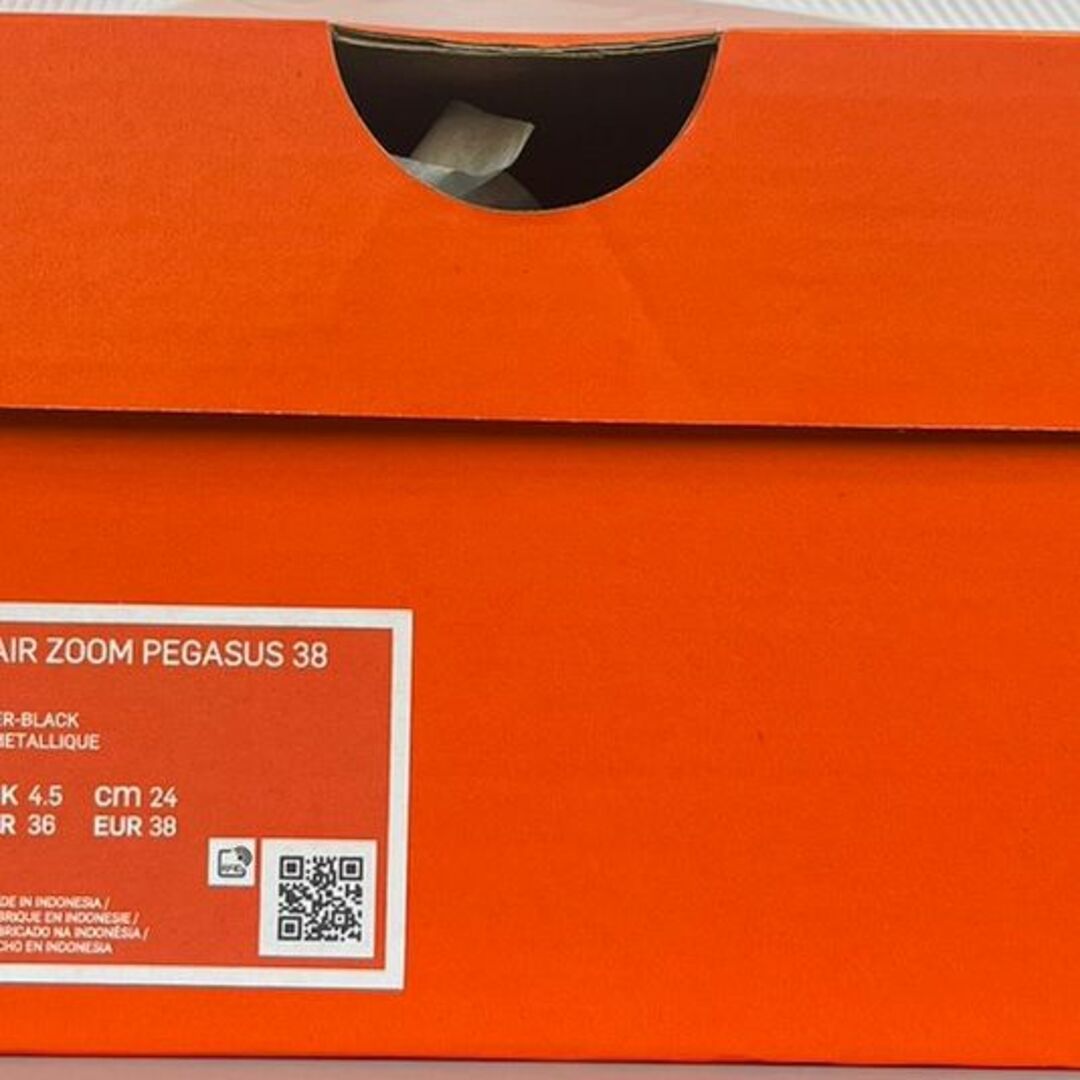 AIR ZOOM PEGASUS 38
ER-BLACK
METALLIQUE
K 4.5 cm 24
R 36 EUR 38
RFID
DE IN INDONESIA /
BRIQUE EN INDONESIE /
BRICADO NA INDONÉSIA /
CHO EN INDONESIA